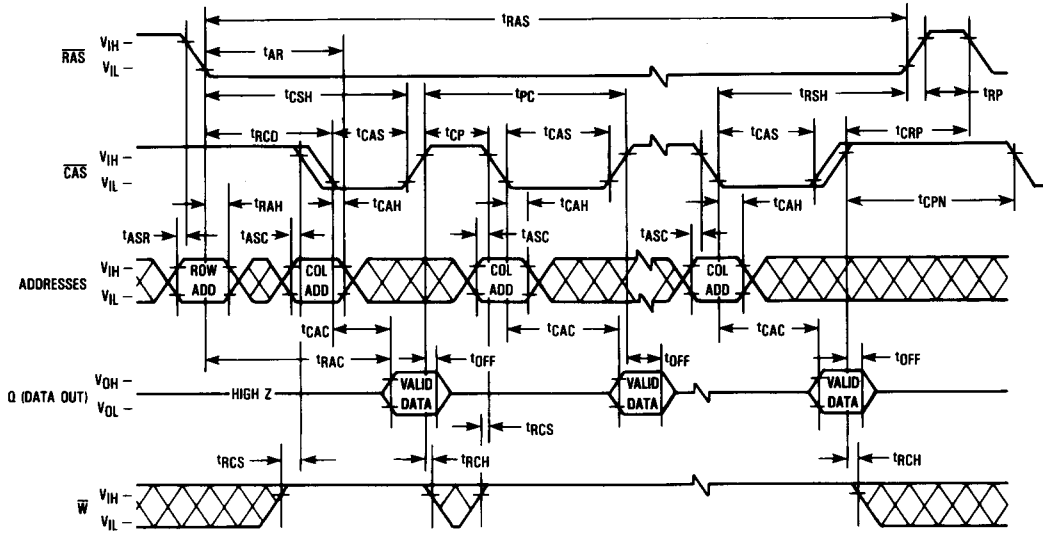 tRAS
VIH
RAS
VIL
tAR
tCSH
tPC
tRSH
tRP
tRCD
tCAS
tCP
tCAS
tCAS
tCRP
VIH
CAS
VIL
tRAH
tCAH
tCAH
tCAH
tCPN
tASR
tASC
tASC
tASC
ADDRESSES
VIH
VIL
ROW ADD
COL ADD
COL ADD
COL ADD
tCAC
tCAC
tCAC
tRAC
tOFF
tOFF
tOFF
Q (DATA OUT)
VOH
VOL
HIGH Z
VALID DATA
VALID DATA
VALID DATA
tRCS
tRCS
tRCH
tRCH
W
VIH
VIL